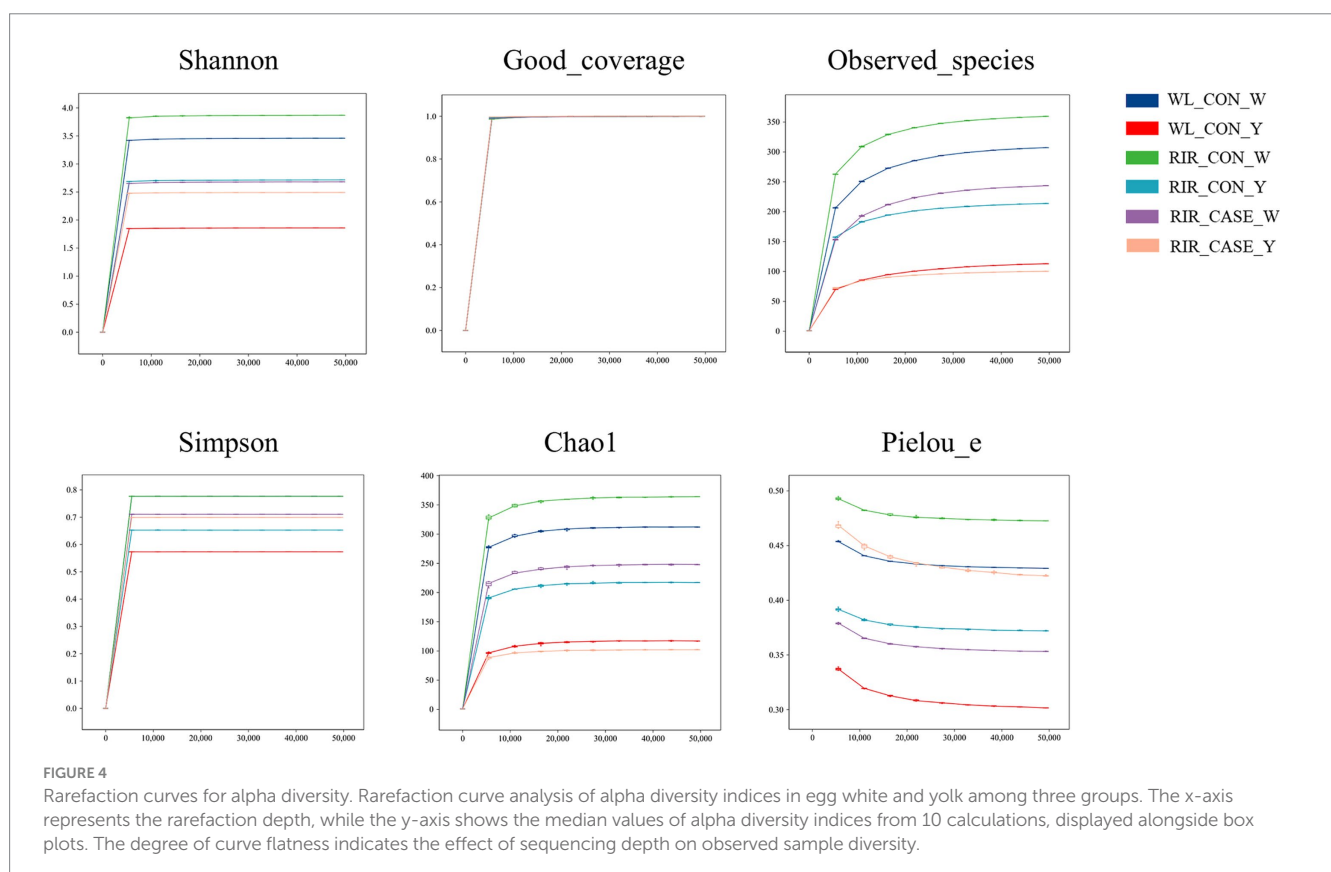 Shannon
Good_coverage
Observed_species
4.0
3.5
3.0
2.5
2.0
1.5
1.0
0.5
0.0
0 10,000 20,000 30,000 40,000 50,000
1.0
0.8
0.6
0.4
0.2
0.0
0 10,000 20,000 30,000 40,000 50,000
350
300
250
200
150
100
50
0
0 10,000 20,000 30,000 40,000 50,000
WL_CON_W
WL_CON_Y
RIR_CON_W
RIR_CON_Y
RIR_CASE_W
RIR_CASE_Y
Simpson
Chao1
Pielou_e
0.8
0.7
0.6
0.5
0.4
0.3
0.2
0.1
0.0
0 10,000 20,000 30,000 40,000 50,000
400
350
300
250
200
150
100
50
0
0 10,000 20,000 30,000 40,000 50,000
0.50
0.45
0.40
0.35
0.30
0 10,000 20,000 30,000 40,000 50,000
FIGURE 4
Rarefaction curves for alpha diversity. Rarefaction curve analysis of alpha diversity indices in egg white and yolk among three groups. The x-axis
represents the rarefaction depth, while the y-axis shows the median values of alpha diversity indices from 10 calculations, displayed alongside box
plots. The degree of curve flatness indicates the effect of sequencing depth on observed sample diversity.